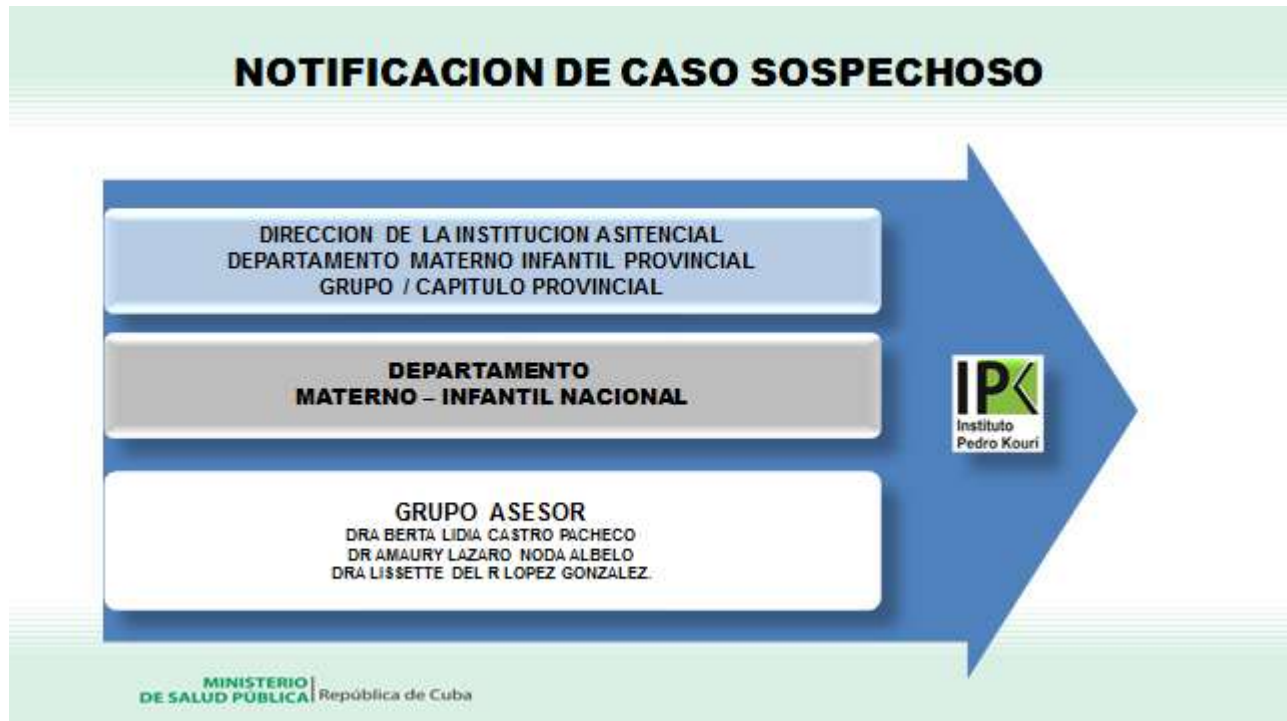 NOTIFICACION DE CASO SOSPECHOSO
DIRECCION DE LA INSTITUCION ASITENCIAL
DEPARTAMENTO MATERNO INFANTIL PROVINCIAL
GRUPO / CAPITULO PROVINCIAL
DEPARTAMENTO
MATERNO – INFANTIL NACIONAL
IPK
Instituto
Pedro Kourí
GRUPO ASESOR
DRA BERTA LIDIA CASTRO PACHECO
DR AMAURY LAZARO NODA ALBELO
DRA LISSETTE DEL R LOPEZ GONZALEZ.
MINISTERIO
DE SALUD PÚBLICA República de Cuba